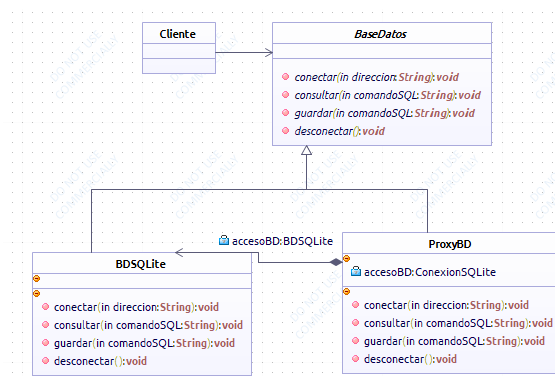 Cliente
BaseDatos
conectar(in direccion:String):void
consultar(in comandoSQL:String):void
guardar(in comandoSQL:String):void
desconectar():void
accesoBD:BDSQLite
BDSQLite
conectar(in direccion:String):void
consultar(in comandoSQL:String):void
guardar(in comandoSQL:String):void
desconectar():void
ProxyBD
accesoBD:ConexionSQLite
conectar(in direccion:String):void
consultar(in comandoSQL:String):void
guardar(in comandoSQL:String):void
desconectar():void